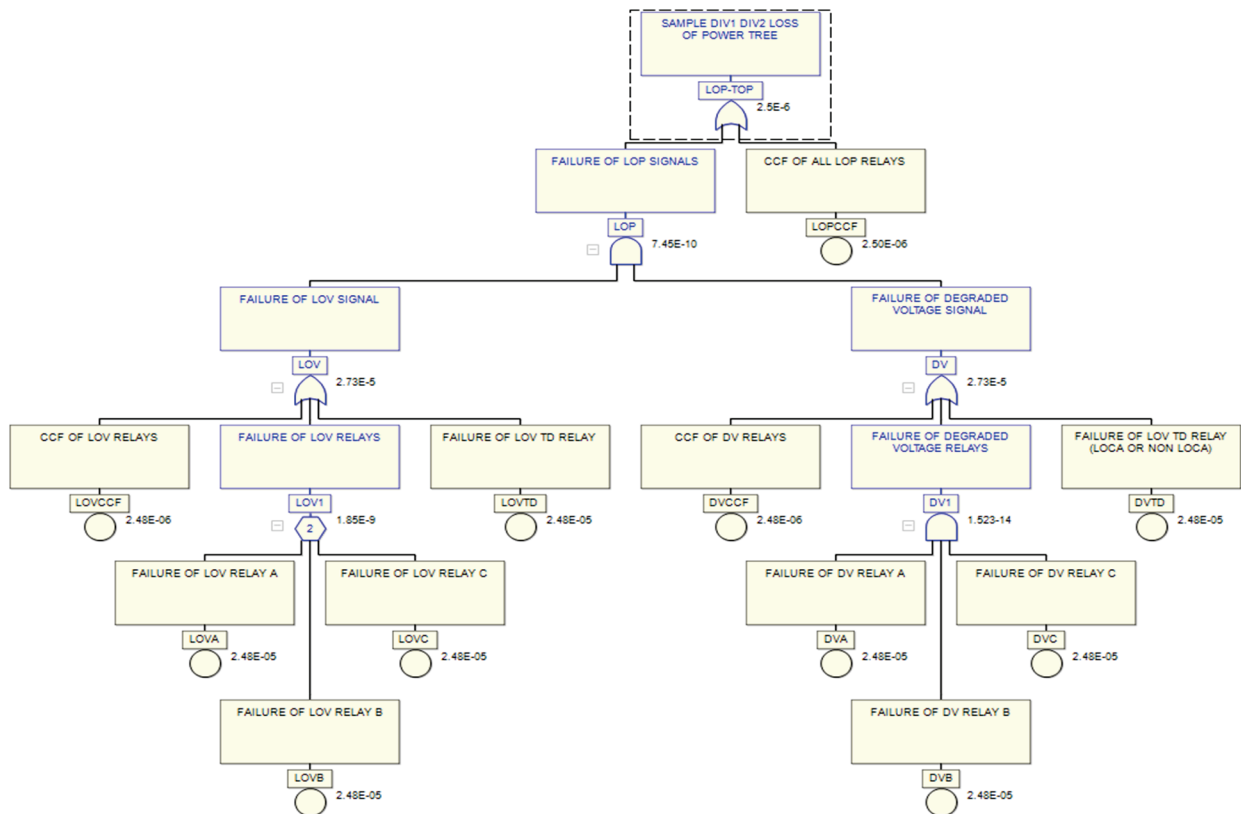 SAMPLE DIV1 DIV2 LOSS
OF POWER TREE
LOP-TOP
2.5E-6
FAILURE OF LOP SIGNALS
CCF OF ALL LOP RELAYS
LOP
7.45E-10
LOPCCF
2.50E-06
FAILURE OF LOV SIGNAL
FAILURE OF DEGRADED
VOLTAGE SIGNAL
LOV
2.73E-5
DV
2.73E-5
CCF OF LOV RELAYS
FAILURE OF LOV RELAYS
FAILURE OF LOV TD RELAY
CCF OF DV RELAYS
FAILURE OF DEGRADED
VOLTAGE RELAYS
FAILURE OF LOV TD RELAY
(LOCA OR NON LOCA)
LOVCCF
2.48E-06
LOV1
2
1.85E-9
LOVTD
2.48E-05
DVCCF
2.48E-06
DV1
1.523-14
DVTD
2.48E-05
FAILURE OF LOV RELAY A
FAILURE OF LOV RELAY C
FAILURE OF DV RELAY A
FAILURE OF DV RELAY C
LOVA
2.48E-05
LOVC
2.48E-05
DVA
2.48E-05
DVC
2.48E-05
FAILURE OF LOV RELAY B
FAILURE OF DV RELAY B
LOVB
2.48E-05
DVB
2.48E-05